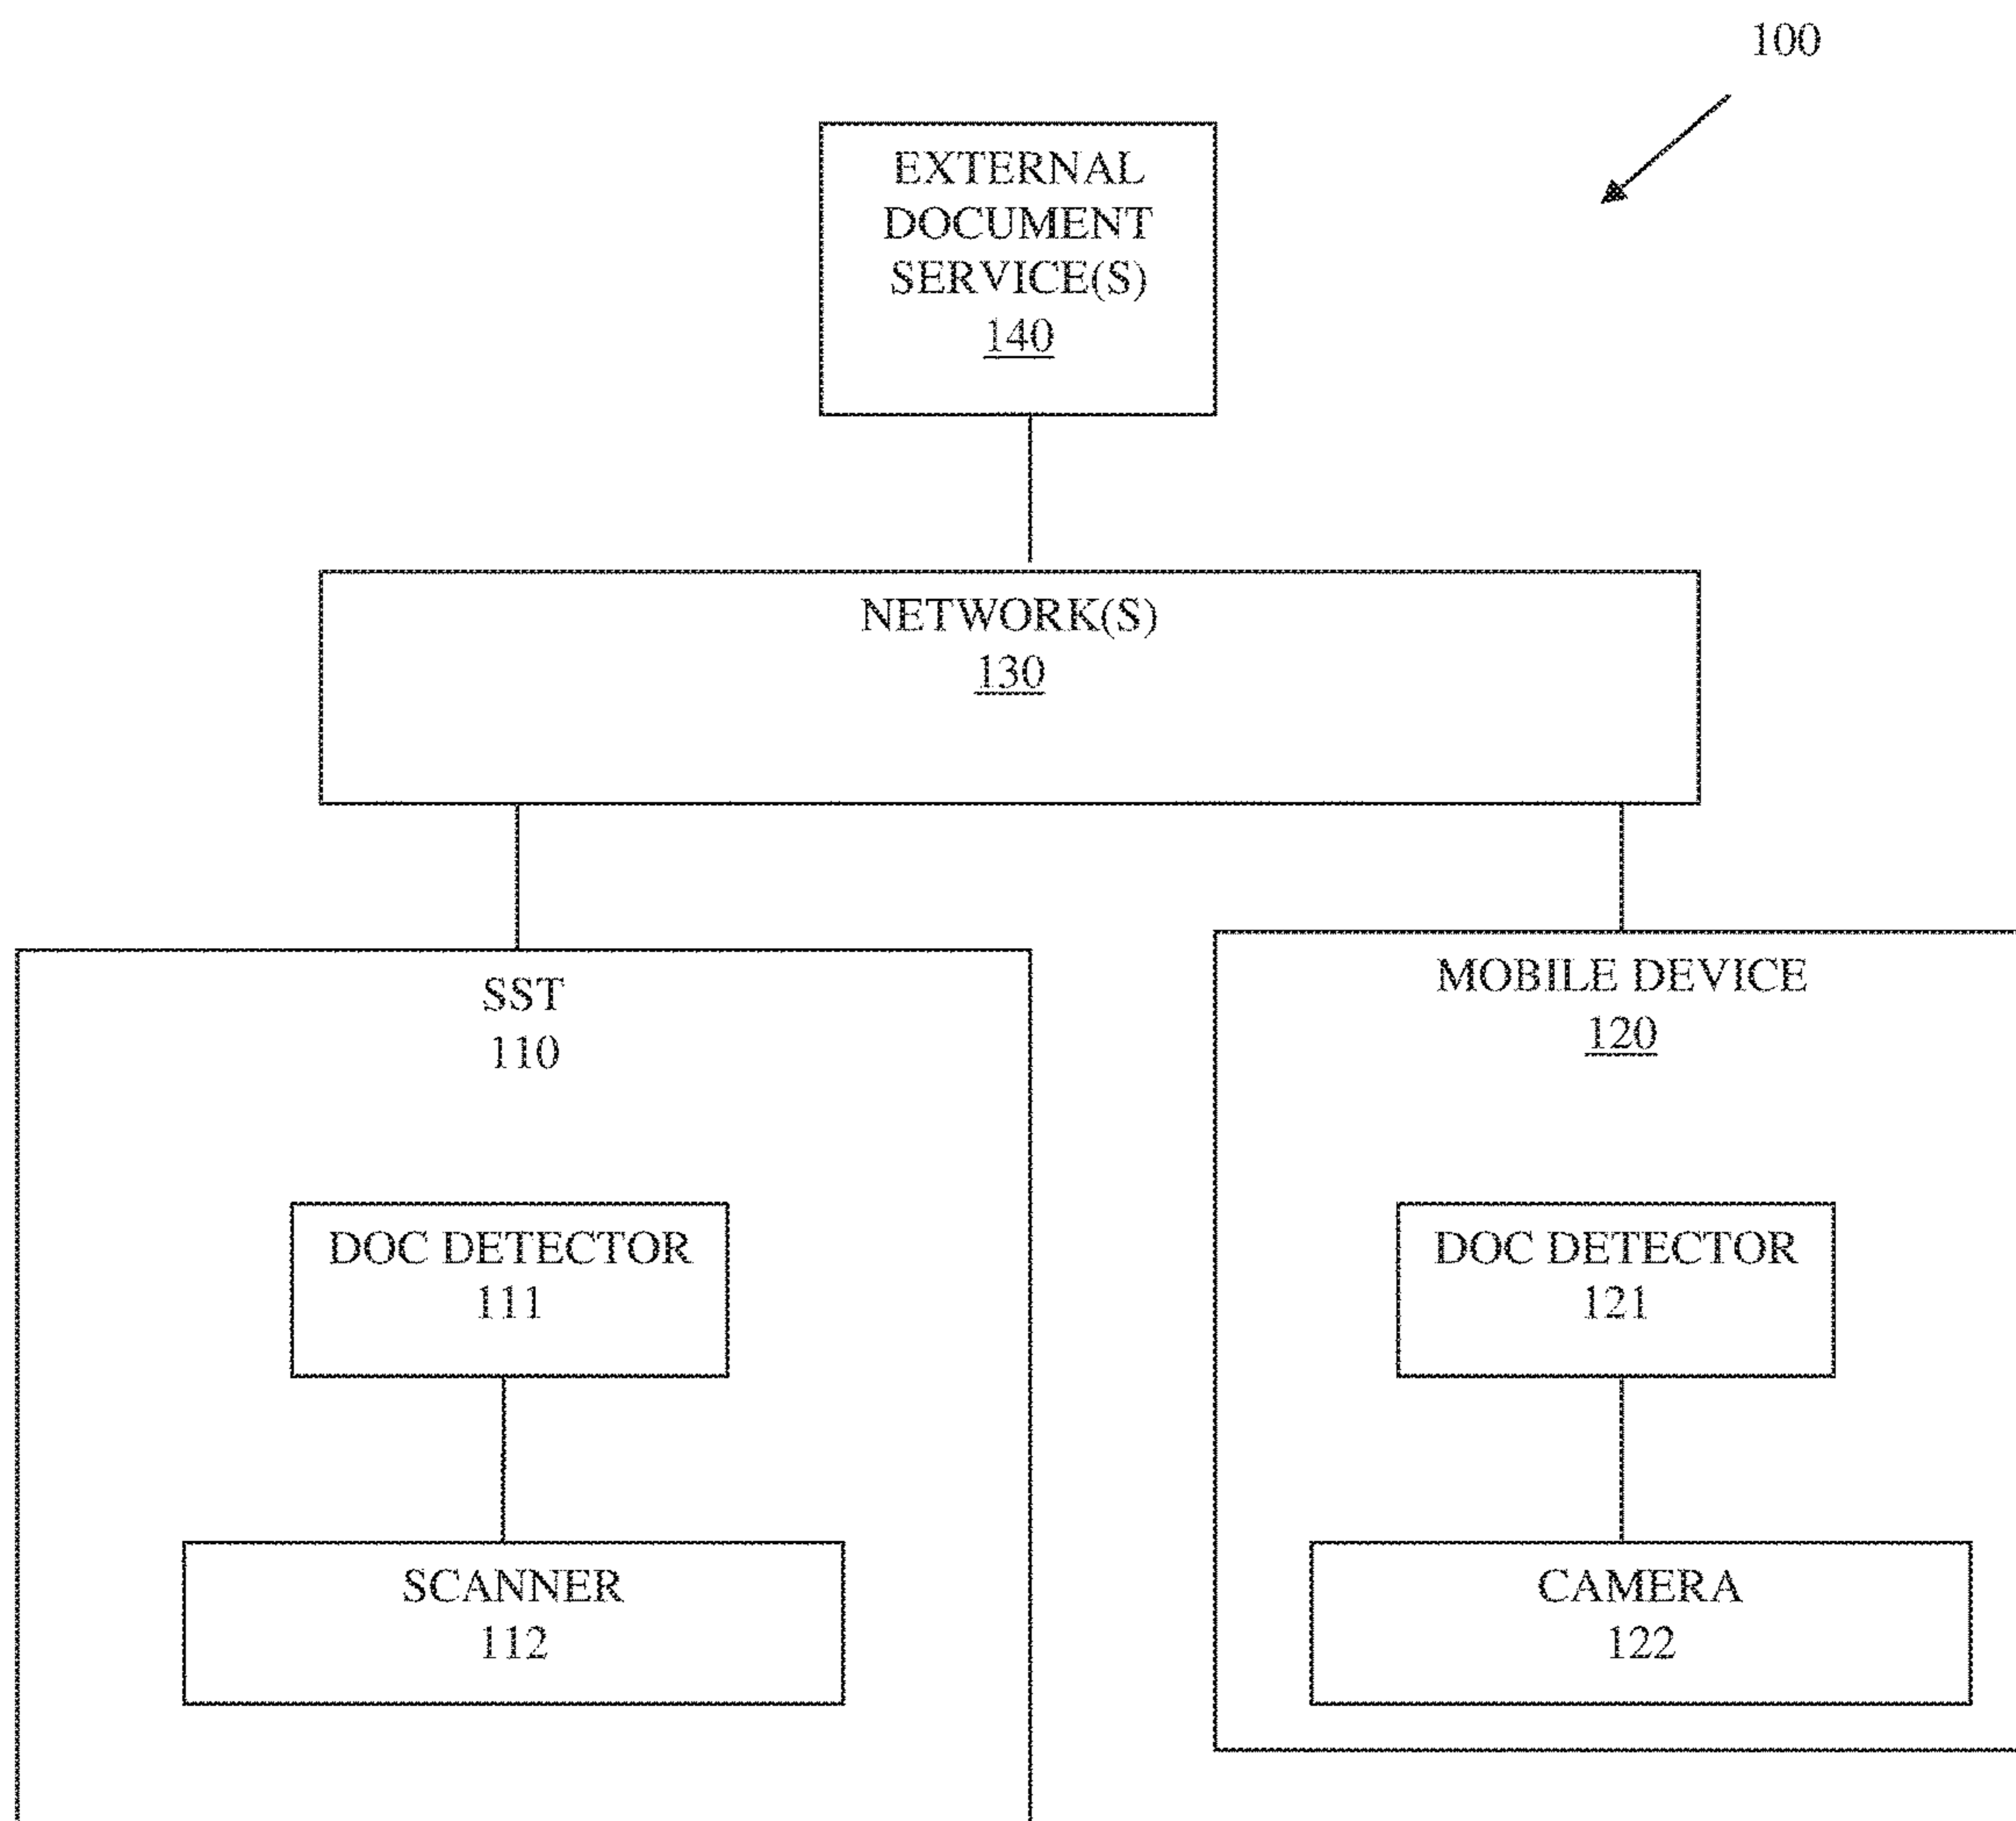 100
EXTERNAL
DOCUMENT
SERVICE(S)
140
NETWORK(S)
130
SST
110
MOBILE DEVICE
120
DOC DETECTOR
111
DOC DETECTOR
121
SCANNER
112
CAMERA
122